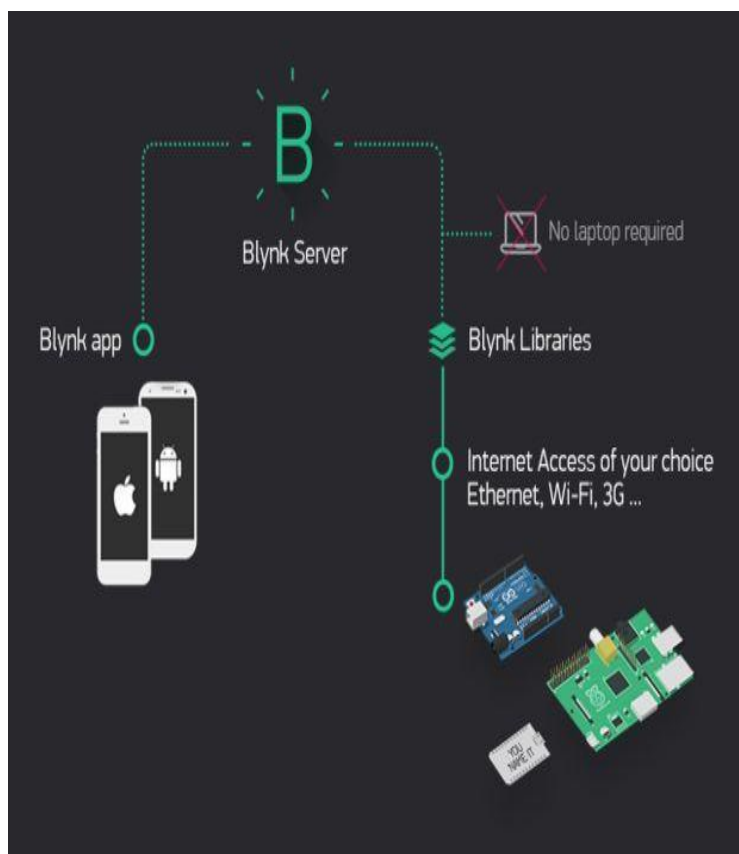 B
Blynk Server
No laptop required
Blynk app
Blynk Libraries
Internet Access of your choice
Ethernet, Wi-Fi, 3G ...
YOU
NAME IT